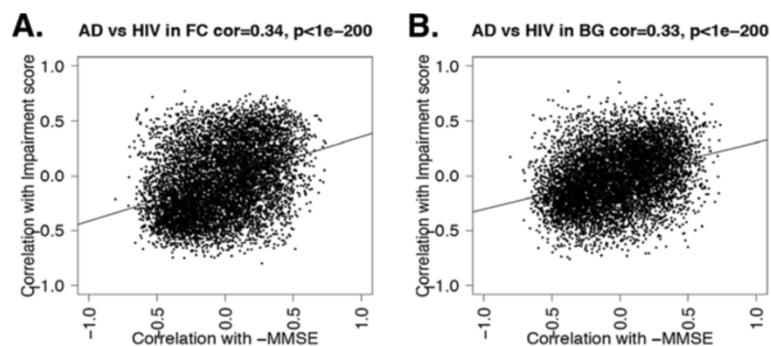 A.
AD vs HIV in FC cor=0.34, p<1e−200
Correlation with Impairment score
1.0
0.5
0.0
−0.5
−1.0
−1.0
−0.5
0.0
0.5
1.0
Correlation with −MMSE
B.
AD vs HIV in BG cor=0.33, p<1e−200
Correlation with Impairment score
1.0
0.5
0.0
−0.5
−1.0
−1.0
−0.5
0.0
0.5
1.0
Correlation with −MMSE